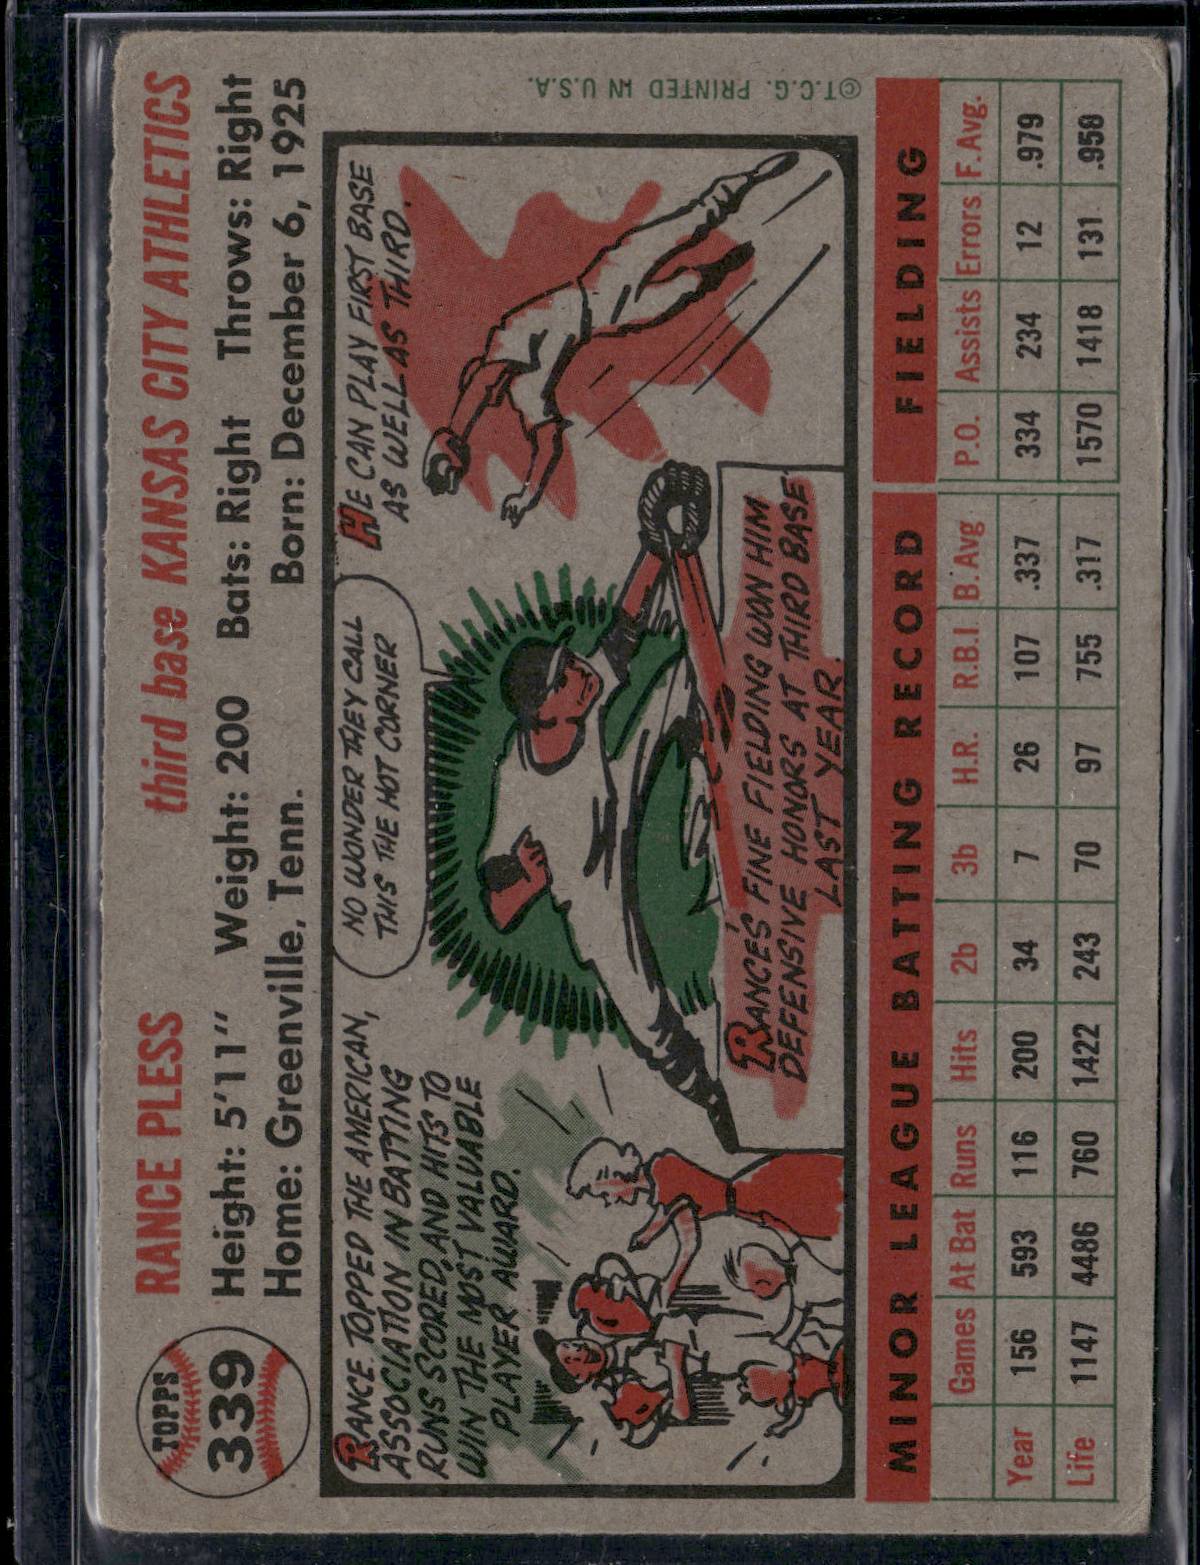 TOPPS
339
RANCE PLESS third base KANSAS CITY ATHLETICS
Height: 5'11" Weight: 200 Bats: Right Throws: Right
Home: Greenville, Tenn. Born: December 6, 1925
RANCE TOPPED THE AMERICAN,
ASSOCIATION IN BATTING
RUNS SCORED, AND HITS TO
WIN THE MOST VALUABLE
PLAYER AWARD.
NO WONDER THEY CALL
THIS THE HOT CORNER
RANCE'S FINE FIELDING WON HIM
DEFENSIVE HONORS AT THIRD BASE
LAST YEAR.
HE CAN PLAY FIRST BASE
AS WELL AS THIRD.
©T.C.G. PRINTED IN U.S.A.
MINOR LEAGUE BATTING RECORD FIELDING
Games At Bat Runs Hits 2b 3b H.R. R.B.I B.Avg P.O. Assists Errors F.Avg.
Year 156 593 116 200 34 7 26 107 .337 334 234 12 .979
Life 1147 4486 760 1422 243 70 97 755 .317 1570 1418 131 .958